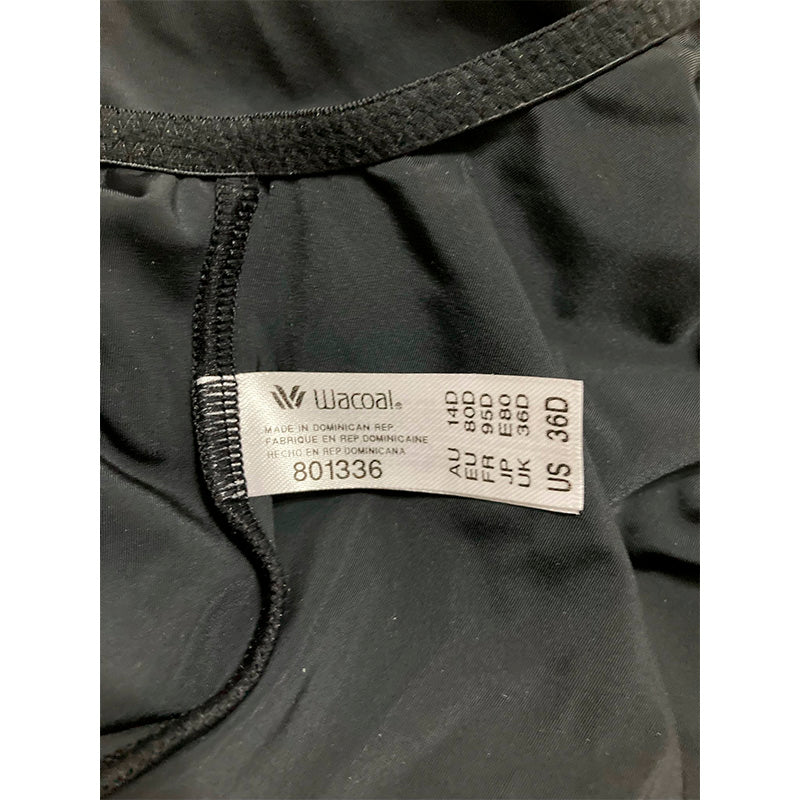 Wacoal®
MADE IN DOMINICAN REP.
FABRIQUE EN REP. DOMINICAINE
HECHO EN REP. DOMINICANA
801336
AU 14D
EU 80D
FR 95D
JP E80
UK 36D
US 36D